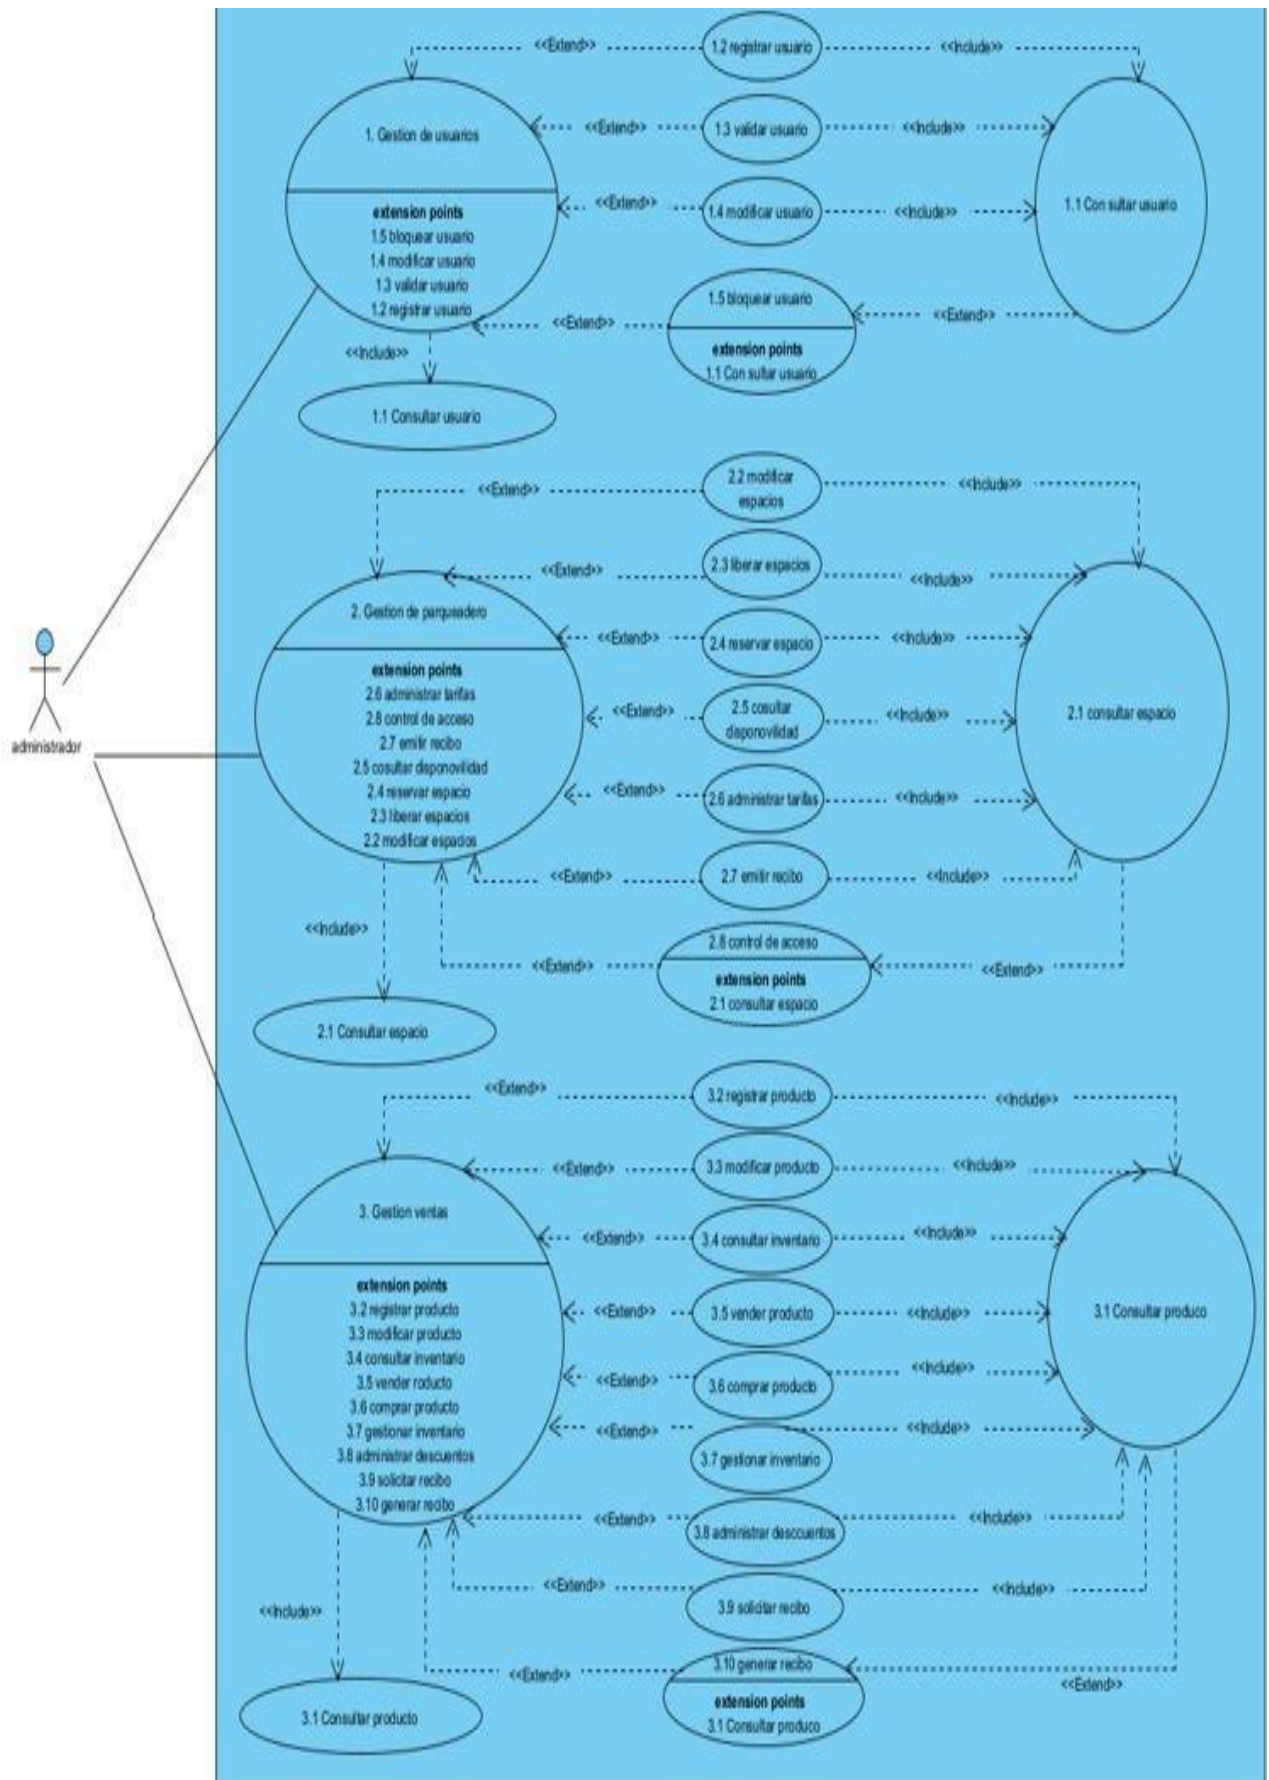 <<Extend>>
1.2 registrar usuario
<<Include>>
1. Gestion de usuarios
<<Extend>>
1.3 validar usuario
<<Include>>
extension points
1.5 bloquear usuario
1.4 modificar usuario
1.3 validar usuario
1.2 registrar usuario
<<Extend>>
1.4 modificar usuario
<<Include>>
1.1 Con sultar usuario
<<Extend>>
1.5 bloquear usuario
extension points
1.1 Con sultar usuario
<<Extend>>
<<Include>>
1.1 Consultar usuario
<<Extend>>
2.2 modificar
espacios
<<Include>>
<<Extend>>
2.3 liberar espacios
<<Include>>
2. Gestion de parqueadero
<<Extend>>
2.4 reservar espacio
<<Include>>
administrador
extension points
2.6 administrar tarifas
2.8 control de acceso
2.7 emitir recibo
2.5 cosultar disponovilidad
2.4 reservar espacio
2.3 liberar espacios
2.2 modificar espacios
<<Extend>>
2.5 cosultar
disponovilidad
<<Include>>
2.1 consultar espacio
<<Extend>>
2.6 administrar tarifas
<<Include>>
<<Extend>>
2.7 emitir recibo
<<Include>>
<<Include>>
<<Extend>>
2.8 control de acceso
extension points
2.1 consultar espacio
<<Extend>>
2.1 Consultar espacio
<<Extend>>
3.2 registrar producto
<<Include>>
<<Extend>>
3.3 modificar producto
<<Include>>
3. Gestion ventas
<<Extend>>
3.4 consultar inventario
<<Include>>
extension points
3.2 registrar producto
3.3 modificar producto
3.4 consultar inventario
3.5 vender roducto
3.6 comprar producto
3.7 gestionar inventario
3.8 administrar descuentos
3.9 solicitar recibo
3.10 generar recibo
<<Extend>>
3.5 vender producto
<<Include>>
3.1 Consultar produco
<<Extend>>
3.6 comprar producto
<<Include>>
<<Extend>>
3.7 gestionar inventario
<<Include>>
<<Extend>>
3.8 administrar desccuentos
<<Include>>
<<Extend>>
3.9 solicitar recibo
<<Include>>
<<Include>>
<<Extend>>
3.10 generar recibo
extension points
3.1 Consultar produco
<<Extend>>
3.1 Consultar producto